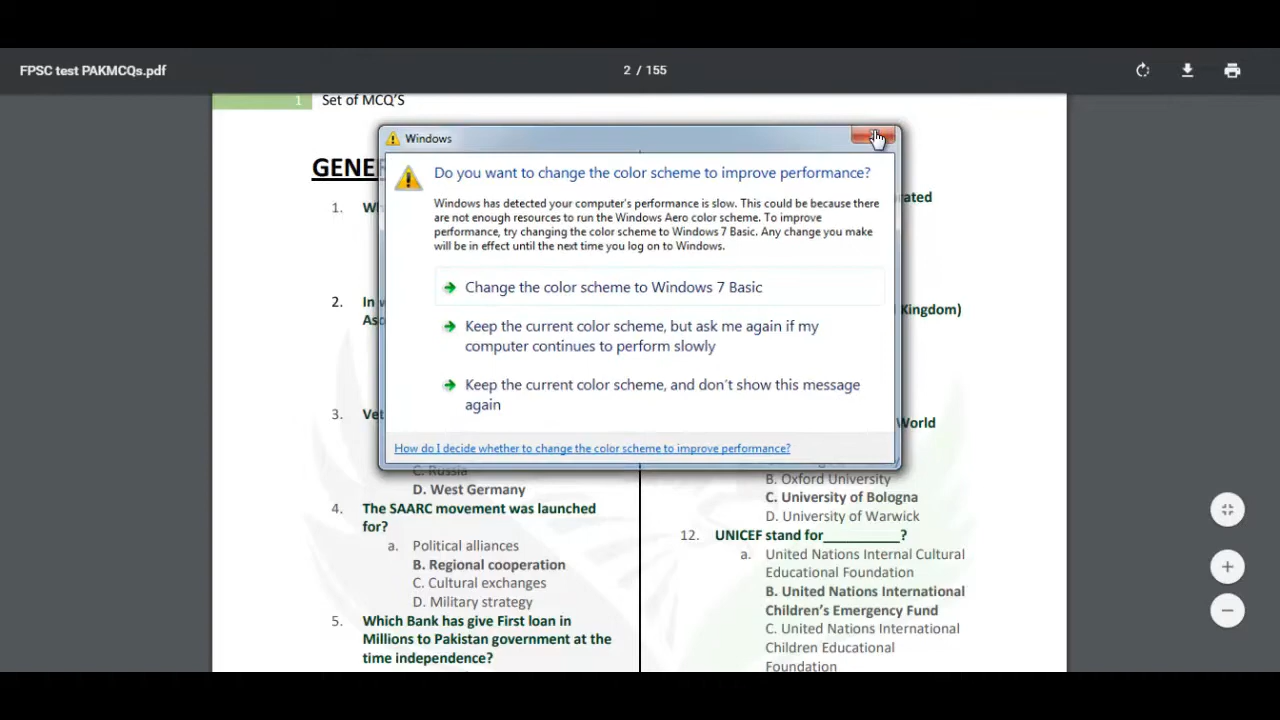 FPSC test PAKMCQs.pdf
2 / 155
1 Set of MCQ'S
Windows
Do you want to change the color scheme to improve performance?
Windows has detected your computer's performance is slow. This could be because there
are not enough resources to run the Windows Aero color scheme. To improve
performance, try changing the color scheme to Windows 7 Basic. Any change you make
will be in effect until the next time you log on to Windows.
Change the color scheme to Windows 7 Basic
Keep the current color scheme, but ask me again if my
computer continues to perform slowly
Keep the current color scheme, and don't show this message
again
How do I decide whether to change the color scheme to improve performance?
GENE
1.
2. In
3.
C. Russia
D. West Germany
4. The SAARC movement was launched
for?
a. Political alliances
B. Regional cooperation
C. Cultural exchanges
D. Military strategy
5. Which Bank has give First loan in
Millions to Pakistan government at the
time independence?
Kingdom)
World
B. Oxford University
C. University of Bologna
D. University of Warwick
12. UNICEF stand for__________?
a. United Nations Internal Cultural
Educational Foundation
B. United Nations International
Children's Emergency Fund
C. United Nations International
Children Educational
Foundation